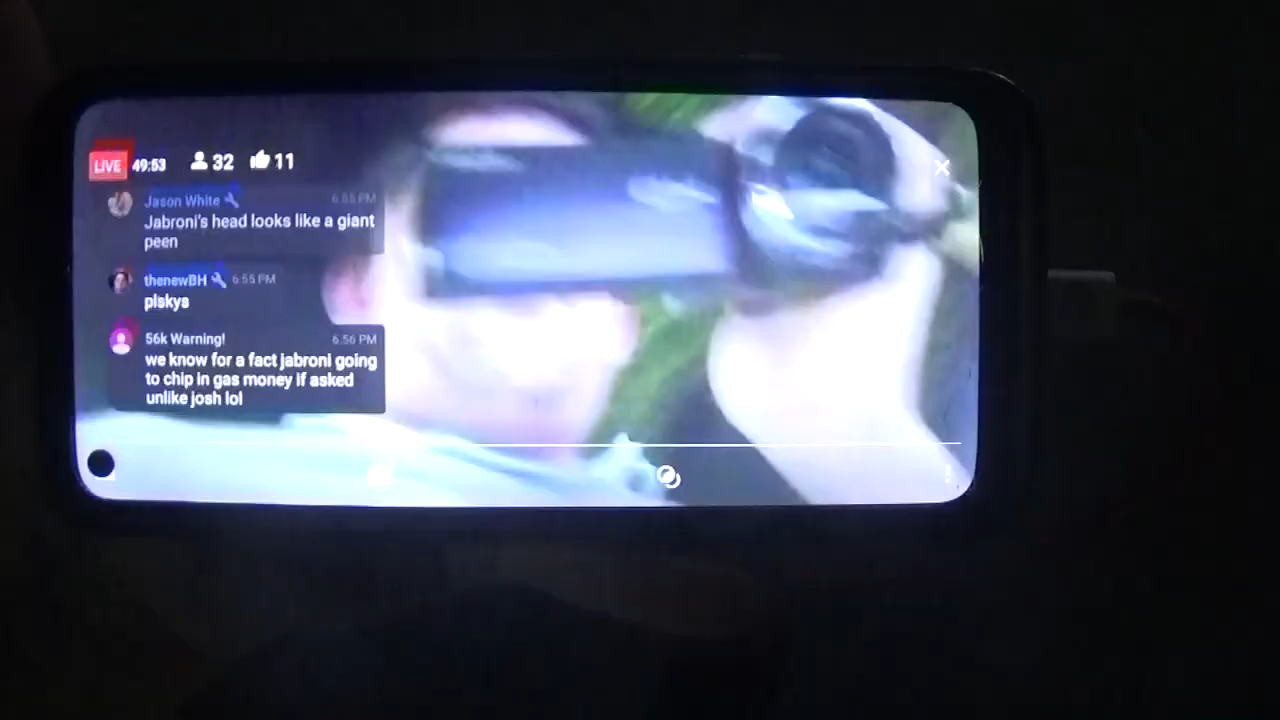 LIVE 49:53 32 11
Jason White 6:55 PM
Jabroni's head looks like a giant
peen
thenewBH 6:55 PM
plskys
56k Warning! 6:56 PM
we know for a fact jabroni going
to chip in gas money if asked
unlike josh lol